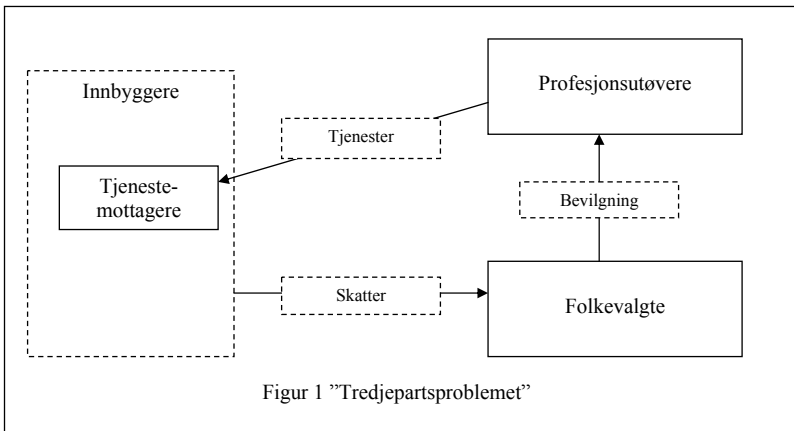 Innbyggere
Profesjonsutøvere
Tjenester
Tjeneste-
mottagere
Bevilgning
Skatter
Folkevalgte
Figur 1 ”Tredjepartsproblemet”